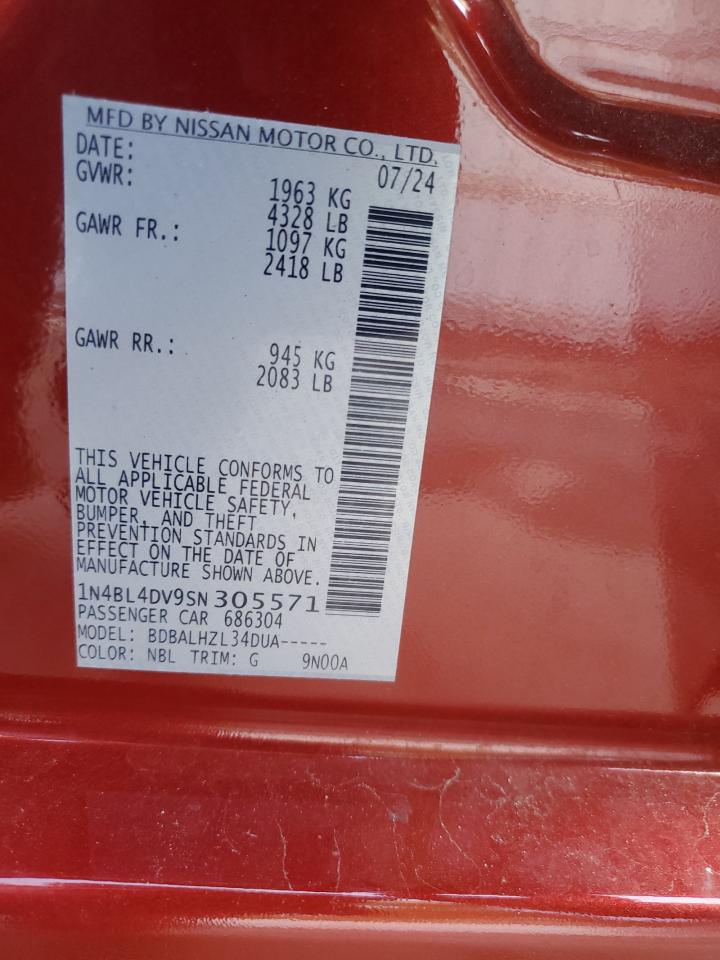 MFD BY NISSAN MOTOR CO., LTD.
DATE: 07/24
GVWR: 1963 KG
4328 LB
GAWR FR.: 1097 KG
2418 LB
GAWR RR.: 945 KG
2083 LB
THIS VEHICLE CONFORMS TO
ALL APPLICABLE FEDERAL
MOTOR VEHICLE SAFETY,
BUMPER, AND THEFT
PREVENTION STANDARDS IN
EFFECT ON THE DATE OF
MANUFACTURE SHOWN ABOVE.
1N4BL4DV9SN305571
PASSENGER CAR 686304
MODEL: BDBALHZL34DUA-----
COLOR: NBL TRIM: G 9N00A